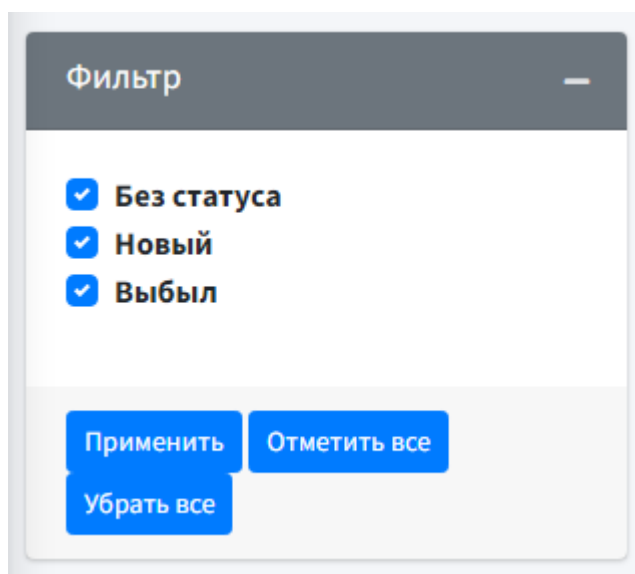 Фильтр
Без статуса
Новый
Выбыл
Применить Отметить все
Убрать все